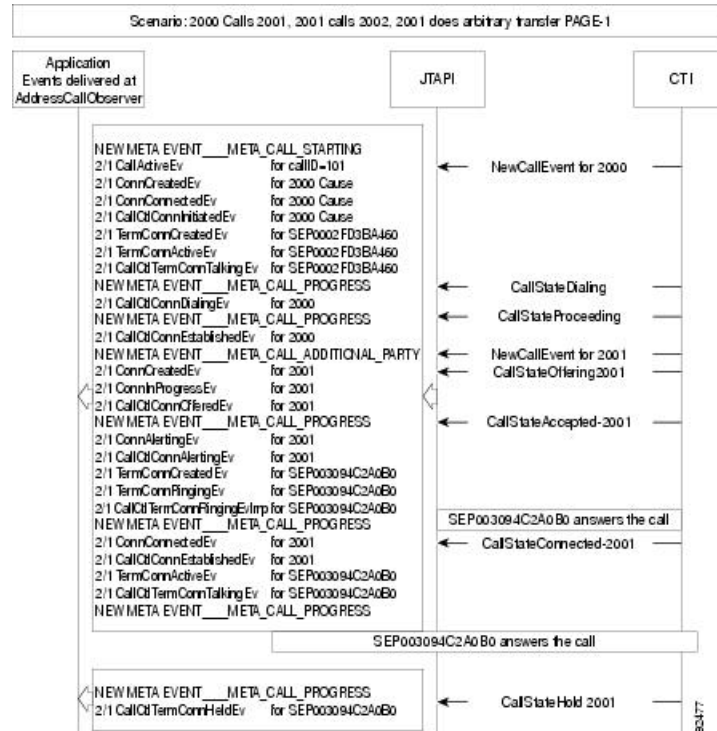 Scenario: 2000 Calls 2001, 2001 calls 2002, 2001 does arbitrary transfer PAGE-1
Application
Events delivered at
AddressCallObserver
JTAPI
CTI
NEW META EVENT___META_CALL_STARTING
2/1 CallActiveEv for callID=101
NewCallEvent for 2000
2/1 ConnCreatedEv for 2000 Cause
2/1 ConnConnectedEv for 2000 Cause
2/1 CallCtlConnInitiatedEv for 2000 Cause
2/1 TermConnCreatedEv for SEP0002FD3BA460
2/1 TermConnActiveEv for SEP0002FD3BA460
2/1 CallCtlTermConnTalkingEv for SEP0002FD3BA460
NEW META EVENT___META_CALL_PROGRESS
CallStateDialing
2/1 CallCtlConnDialingEv for 2000
NEW META EVENT___META_CALL_PROGRESS
CallStateProceeding
2/1 CallCtlConnEstablishedEv for 2000
NEW META EVENT___META_CALL_ADDITIONAL_PARTY
NewCallEvent for 2001
2/1 ConnCreatedEv for 2001
CallStateOffering2001
2/1 ConnInProgressEv for 2001
2/1 CallCtlConnOfferedEv for 2001
NEW META EVENT___META_CALL_PROGRESS
CallStateAccepted-2001
2/1 ConnAlertingEv for 2001
2/1 CallCtlConnAlertingEv for 2001
2/1 TermConnCreatedEv for SEP003094C2A0B0
2/1 TermConnRingingEv for SEP003094C2A0B0
2/1 CallCtlTermConnRingingEvImp for SEP003094C2A0B0
NEW META EVENT___META_CALL_PROGRESS
SEP003094C2A0B0 answers the call
2/1 ConnConnectedEv for 2001
CallStateConnected-2001
2/1 CallCtlConnEstablishedEv for 2001
2/1 TermConnActiveEv for SEP003094C2A0B0
2/1 CallCtlTermConnTalkingEv for SEP003094C2A0B0
NEW META EVENT___META_CALL_PROGRESS
SEP003094C2A0B0 answers the call
NEW META EVENT___META_CALL_PROGRESS
2/1 CallCtlTermConnHeldEv for SEP003094C2A0B0
CallStateHold 2001
92477